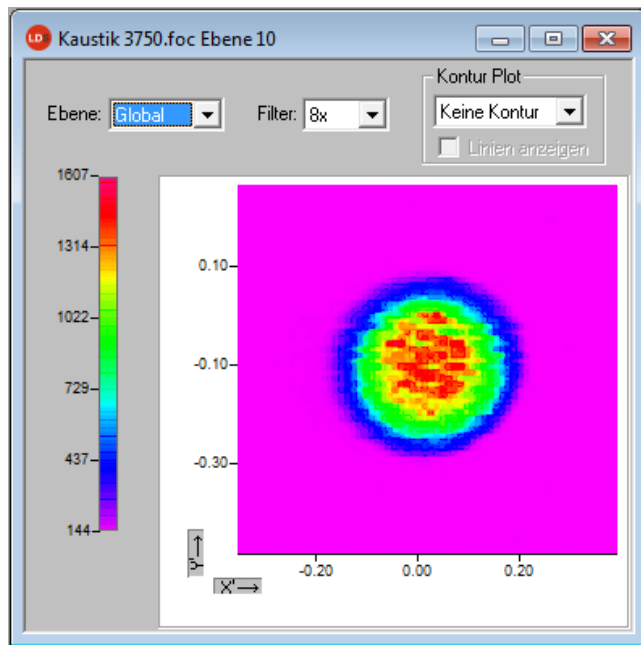 LDS Kaustik 3750.foc Ebene 10
Kontur Plot
Ebene: Global Filter: 8x Keine Kontur
Linien anzeigen
1607
1314
1022
729
437
144
0.10
-0.10
-0.30
-0.20 0.00 0.20
Y'
X'